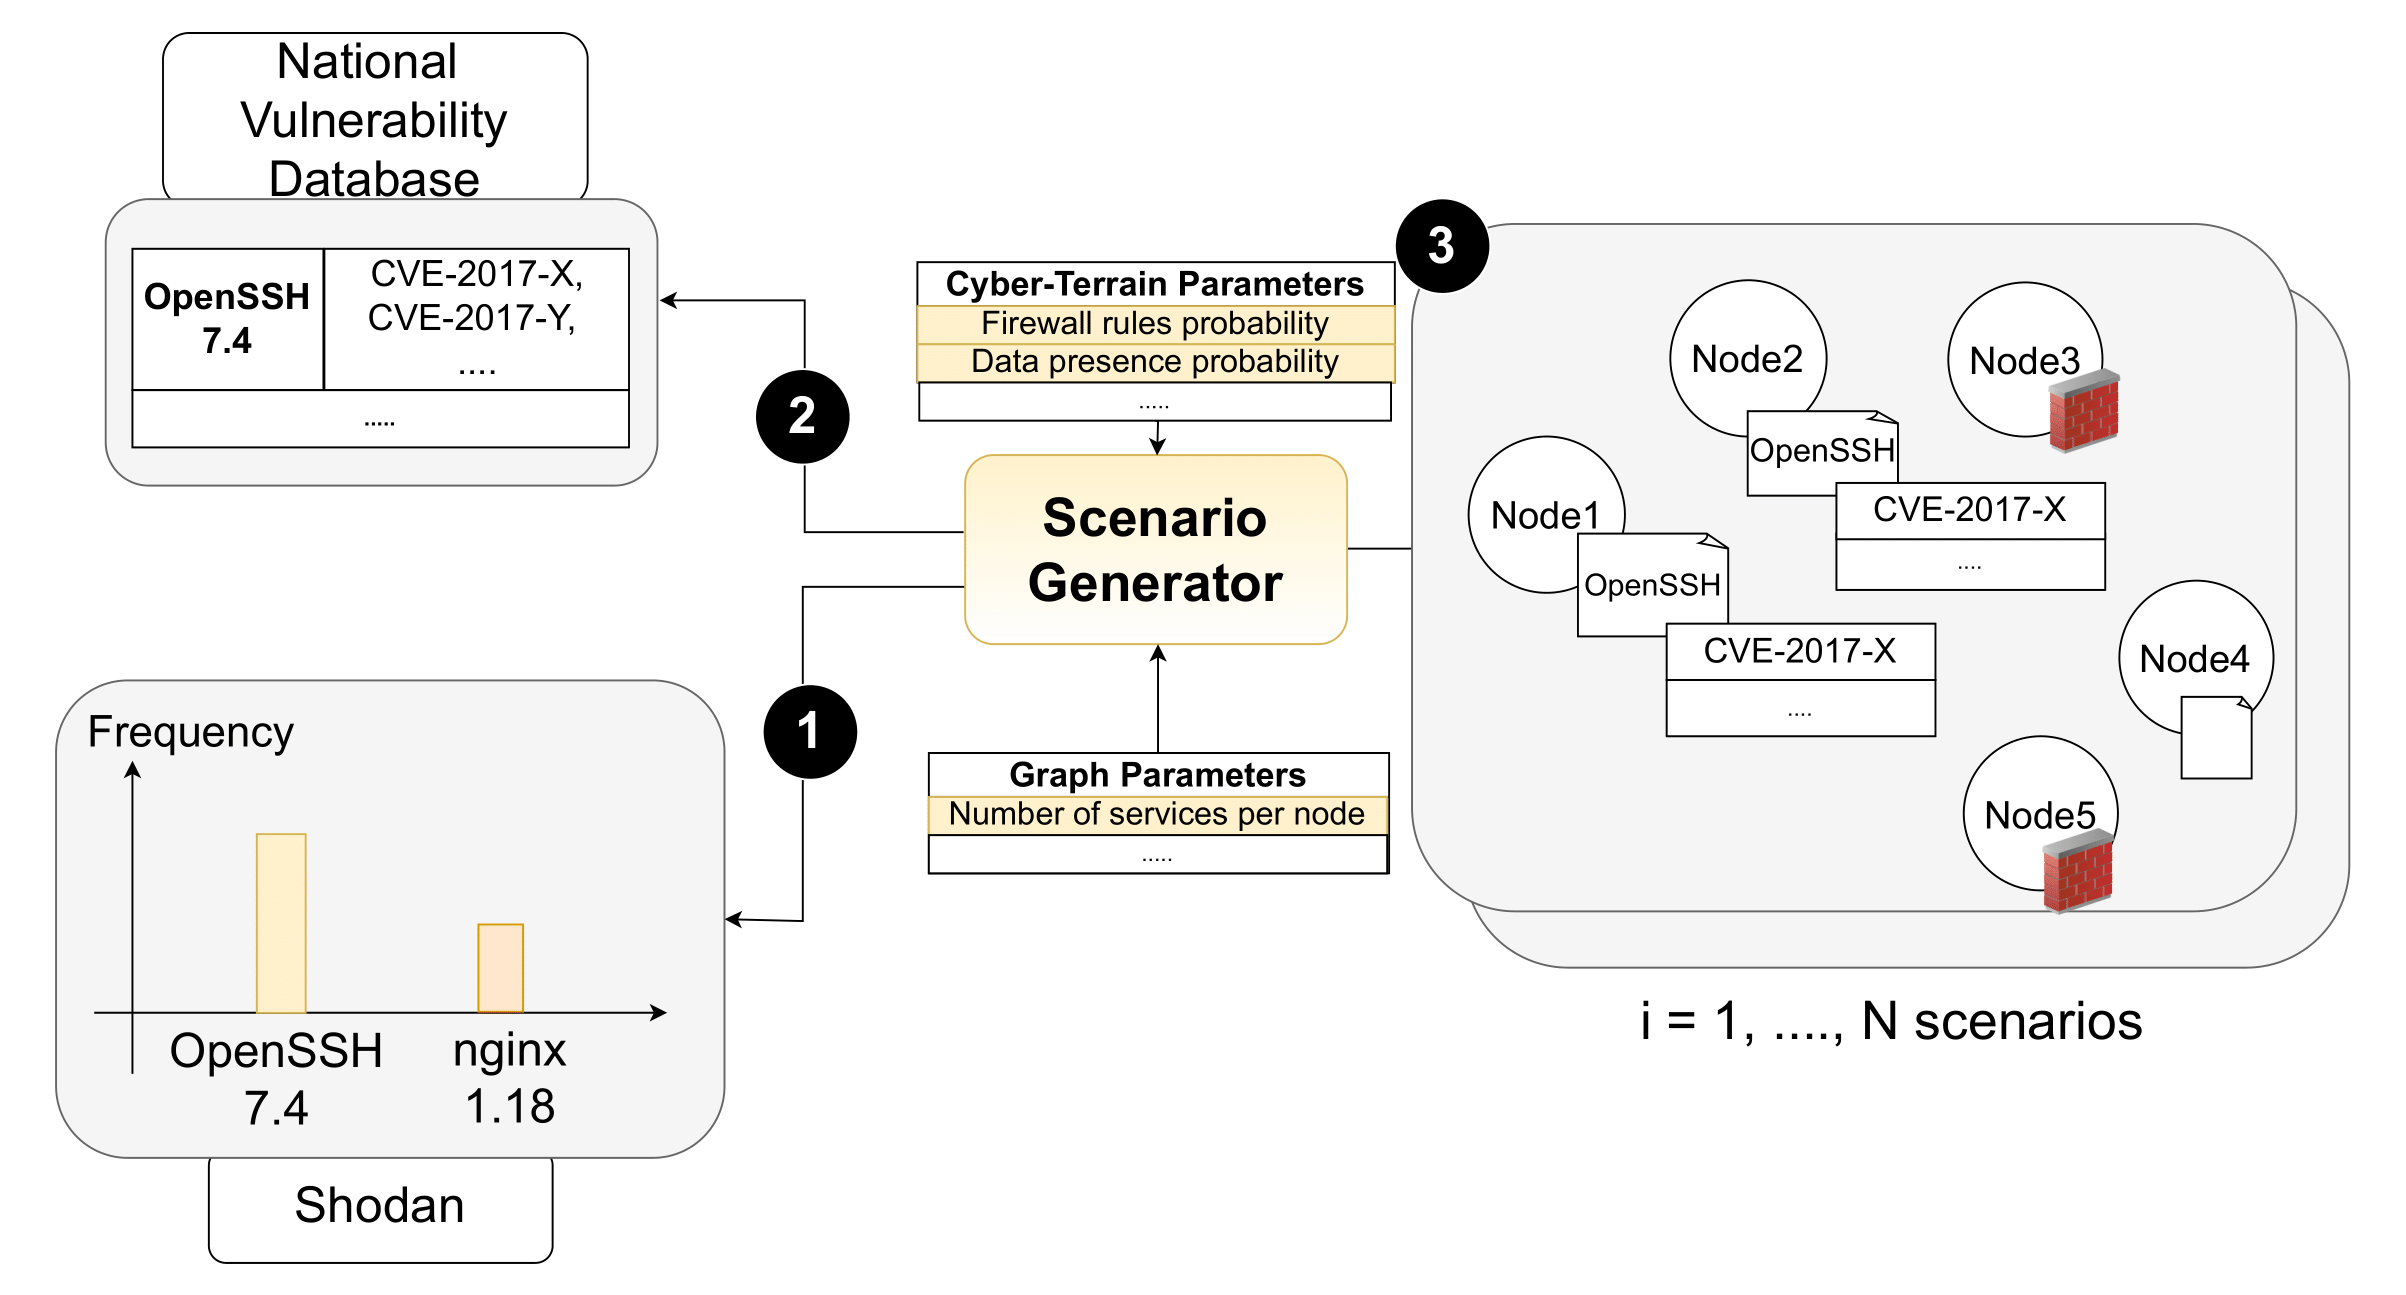 National
Vulnerability
Database
OpenSSH
7.4
CVE-2017-X,
CVE-2017-Y,
....
.....
2
Cyber-Terrain Parameters
Firewall rules probability
Data presence probability
.....
Scenario
Generator
1
Graph Parameters
Number of services per node
.....
Frequency
OpenSSH
7.4
nginx
1.18
Shodan
3
Node2
OpenSSH
CVE-2017-X
....
Node3
Node1
OpenSSH
CVE-2017-X
....
Node4
Node5
i = 1, ...., N scenarios